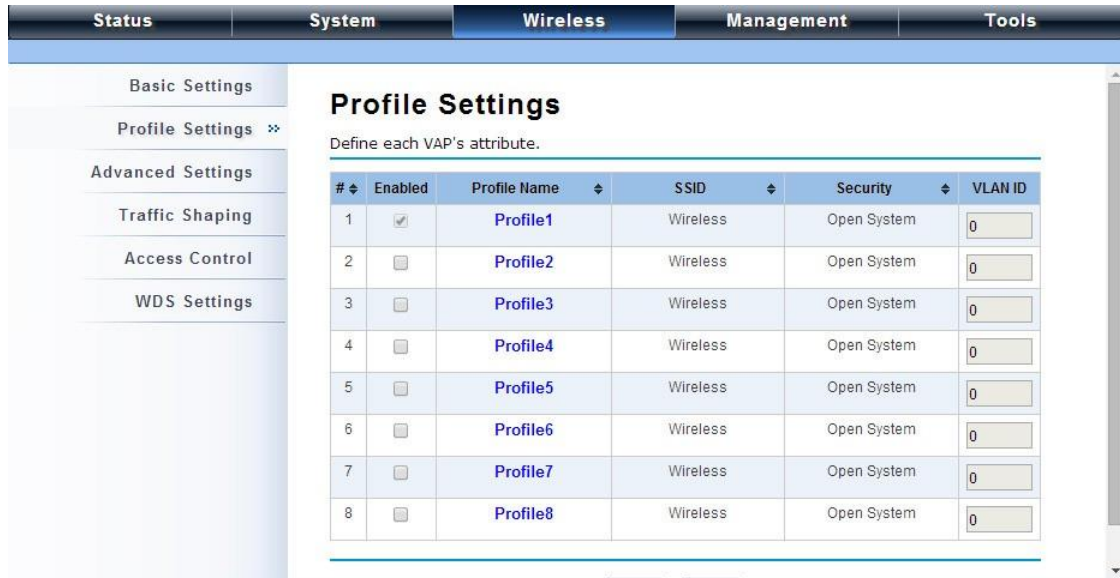 Status System Wireless Management Tools
Basic Settings
Profile Settings »
Advanced Settings
Traffic Shaping
Access Control
WDS Settings
Profile Settings
Define each VAP's attribute.
# Enabled Profile Name SSID Security VLAN ID
1 Profile1 Wireless Open System 0
2 Profile2 Wireless Open System 0
3 Profile3 Wireless Open System 0
4 Profile4 Wireless Open System 0
5 Profile5 Wireless Open System 0
6 Profile6 Wireless Open System 0
7 Profile7 Wireless Open System 0
8 Profile8 Wireless Open System 0